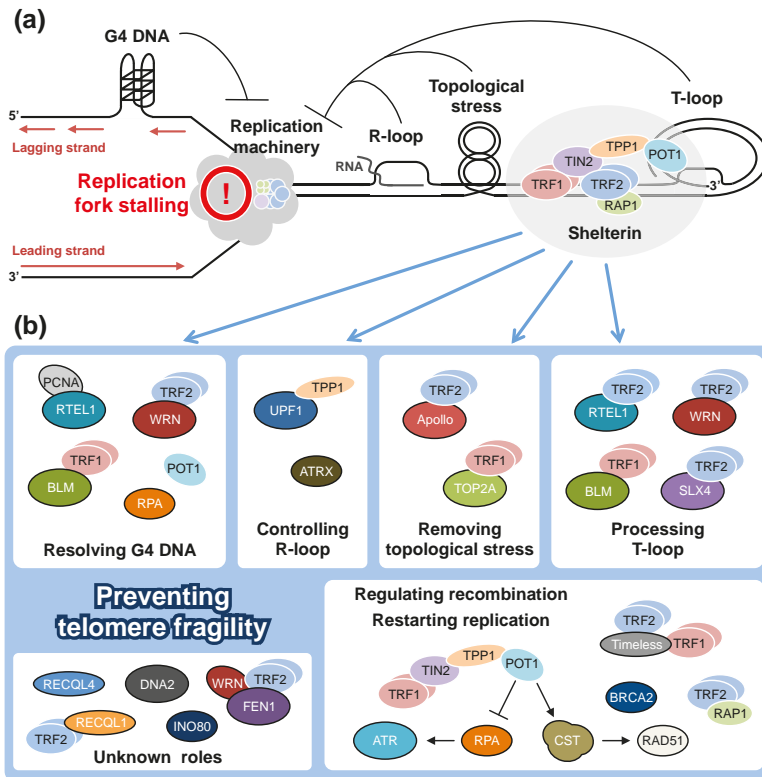 (a)
G4 DNA
5'
Lagging strand
Replication
machinery
Replication
fork stalling
!
Leading strand
3'
RNA
R-loop
Topological
stress
T-loop
TIN2
TPP1
POT1
TRF1
TRF2
RAP1
-3'
Shelterin
(b)
PCNA
RTEL1
TRF2
WRN
TRF1
BLM
POT1
RPA
Resolving G4 DNA
TPP1
UPF1
ATRX
Controlling
R-loop
TRF2
Apollo
TRF1
TOP2A
Removing
topological stress
TRF2
RTEL1
TRF2
WRN
TRF1
BLM
TRF2
SLX4
Processing
T-loop
Preventing
telomere fragility
RECQL4
DNA2
WRN
TRF2
FEN1
RECQL1
TRF2
INO80
Unknown roles
Regulating recombination
Restarting replication
TRF1
TIN2
TPP1
POT1
ATR
RPA
CST
RAD51
TRF2
Timeless
TRF1
BRCA2
TRF2
RAP1